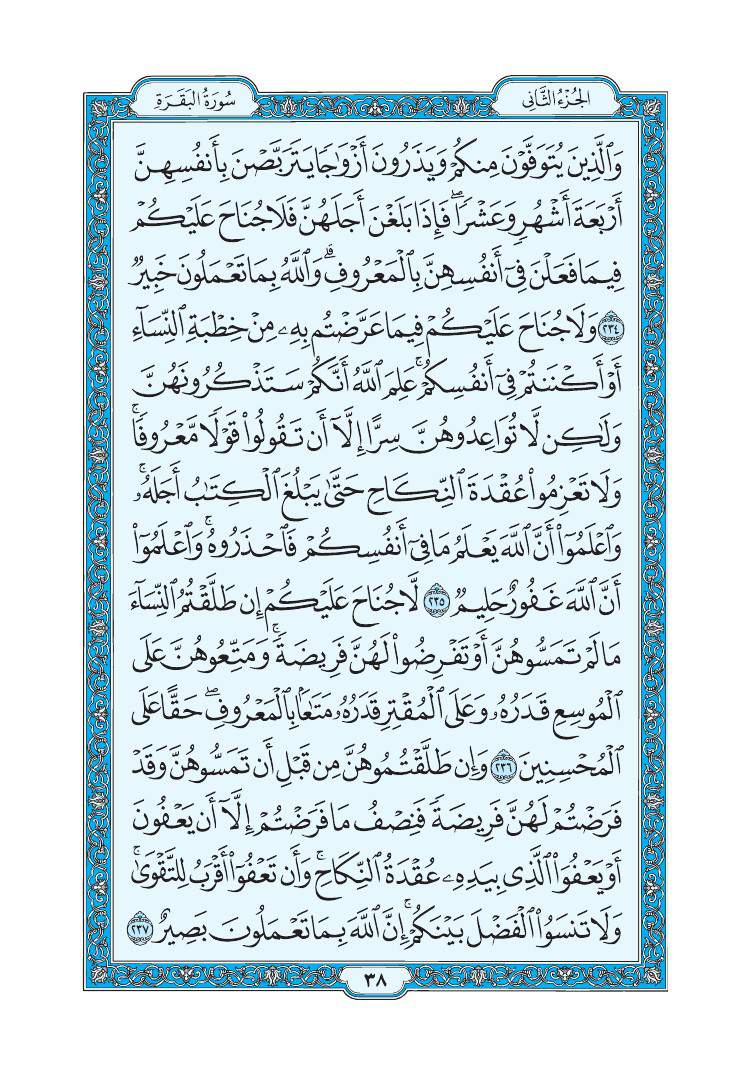 الجُزْءُ الثَّانِى
سُورَةُ البَقَرَةِ
وَٱلَّذِينَ يُتَوَفَّوْنَ مِنكُمْ وَيَذَرُونَ أَزْوَٰجًا يَتَرَبَّصْنَ بِأَنفُسِهِنَّ
أَرْبَعَةَ أَشْهُرٍ وَعَشْرًا ۖ فَإِذَا بَلَغْنَ أَجَلَهُنَّ فَلَا جُنَاحَ عَلَيْكُمْ
فِيمَا فَعَلْنَ فِىٓ أَنفُسِهِنَّ بِٱلْمَعْرُوفِ ۗ وَٱللَّهُ بِمَا تَعْمَلُونَ خَبِيرٌ
٢٣٤ وَلَا جُنَاحَ عَلَيْكُمْ فِيمَا عَرَّضْتُم بِهِۦ مِنْ خِطْبَةِ ٱلنِّسَآءِ
أَوْ أَكْنَنتُمْ فِىٓ أَنفُسِكُمْ ۚ عَلِمَ ٱللَّهُ أَنَّكُمْ سَتَذْكُرُونَهُنَّ
وَلَٰكِن لَّا تُوَاعِدُوهُنَّ سِرًّا إِلَّآ أَن تَقُولُوا۟ قَوْلًا مَّعْرُوفًا ۚ
وَلَا تَعْزِمُوا۟ عُقْدَةَ ٱلنِّكَاحِ حَتَّىٰ يَبْلُغَ ٱلْكِتَٰبُ أَجَلَهُۥ ۚ
وَٱعْلَمُوٓا۟ أَنَّ ٱللَّهَ يَعْلَمُ مَا فِىٓ أَنفُسِكُمْ فَٱحْذَرُوهُ ۚ وَٱعْلَمُوٓا۟
أَنَّ ٱللَّهَ غَفُورٌ حَلِيمٌ ٢٣٥ لَّا جُنَاحَ عَلَيْكُمْ إِن طَلَّقْتُمُ ٱلنِّسَآءَ
مَا لَمْ تَمَسُّوهُنَّ أَوْ تَفْرِضُوا۟ لَهُنَّ فَرِيضَةً ۚ وَمَتِّعُوهُنَّ عَلَى
ٱلْمُوسِعِ قَدَرُهُۥ وَعَلَى ٱلْمُقْتِرِ قَدَرُهُۥ مَتَٰعًۢا بِٱلْمَعْرُوفِ ۖ حَقًّا عَلَى
ٱلْمُحْسِنِينَ ٢٣٦ وَإِن طَلَّقْتُمُوهُنَّ مِن قَبْلِ أَن تَمَسُّوهُنَّ وَقَدْ
فَرَضْتُمْ لَهُنَّ فَرِيضَةً فَنِصْفُ مَا فَرَضْتُمْ إِلَّآ أَن يَعْفُونَ
أَوْ يَعْفُوَا۟ ٱلَّذِى بِيَدِهِۦ عُقْدَةُ ٱلنِّكَاحِ ۚ وَأَن تَعْفُوٓا۟ أَقْرَبُ لِلتَّقْوَىٰ ۚ
وَلَا تَنسَوُا۟ ٱلْفَضْلَ بَيْنَكُمْ ۚ إِنَّ ٱللَّهَ بِمَا تَعْمَلُونَ بَصِيرٌ ٢٣٧
٣٨